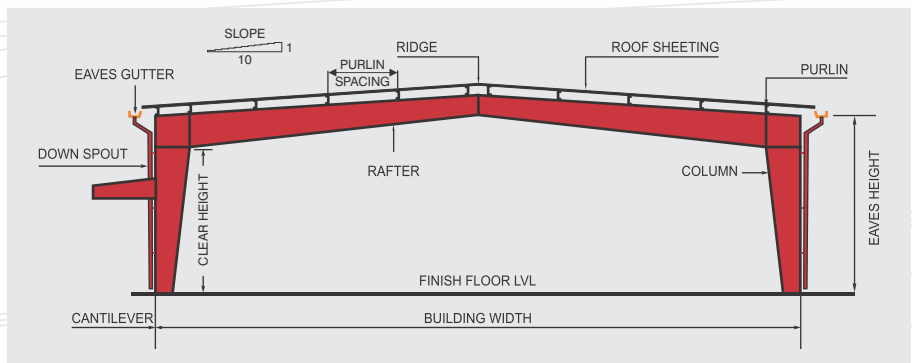 SLOPE
1
10
RIDGE
ROOF SHEETING
PURLIN
SPACING
EAVES GUTTER
PURLIN
DOWN SPOUT
RAFTER
COLUMN
CLEAR HEIGHT
EAVES HEIGHT
FINISH FLOOR LVL
CANTILEVER
BUILDING WIDTH